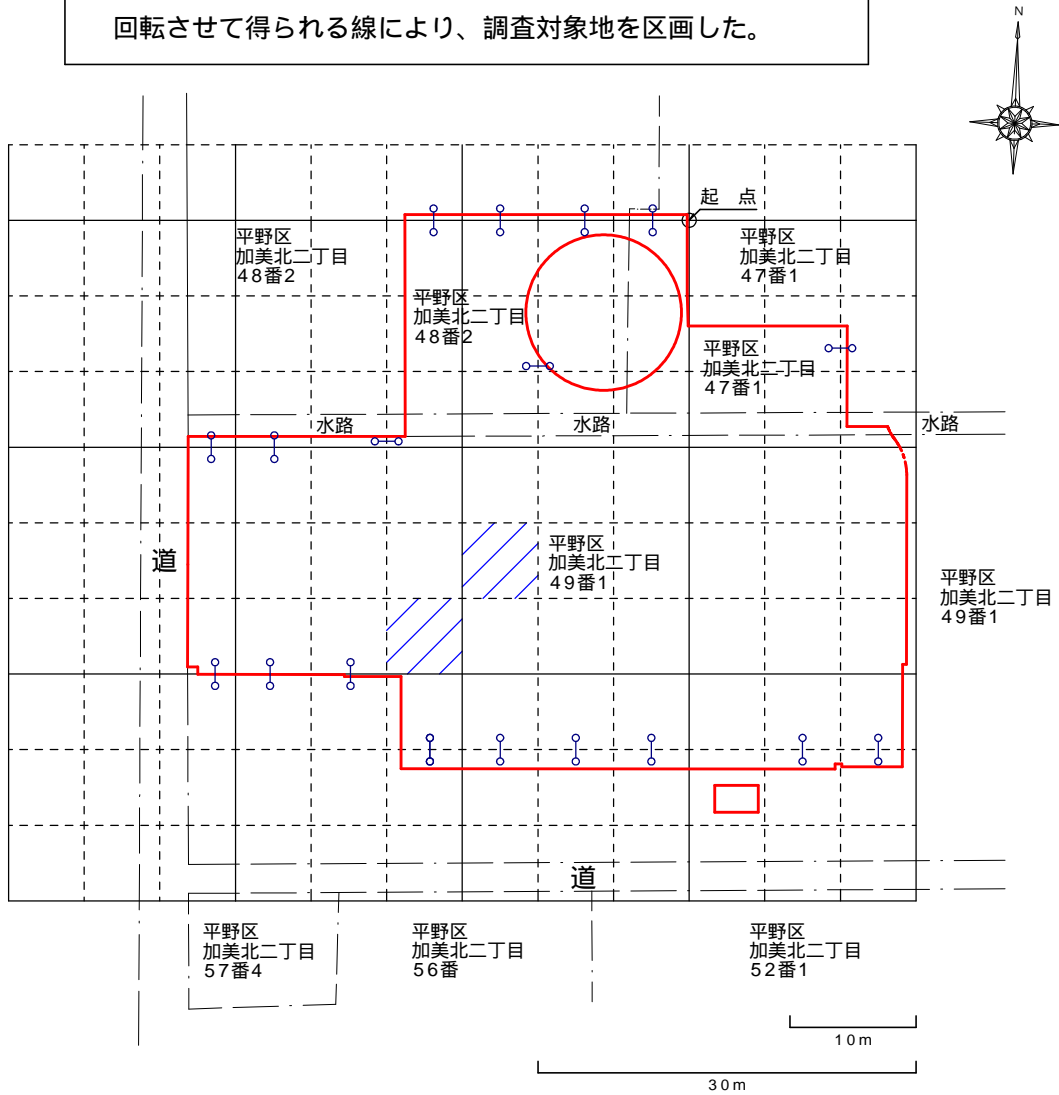 回転させて得られる線により、調査対象地を区画した。
N
起 点
平野区
加美北二丁目
48番2
平野区
加美北二丁目
47番1
平野区
加美北二丁目
48番2
平野区
加美北二丁目
47番1
水路
水路
水路
道
平野区
加美北二丁目
49番1
平野区
加美北二丁目
49番1
道
平野区
加美北二丁目
57番4
平野区
加美北二丁目
56番
平野区
加美北二丁目
52番1
10m
30m